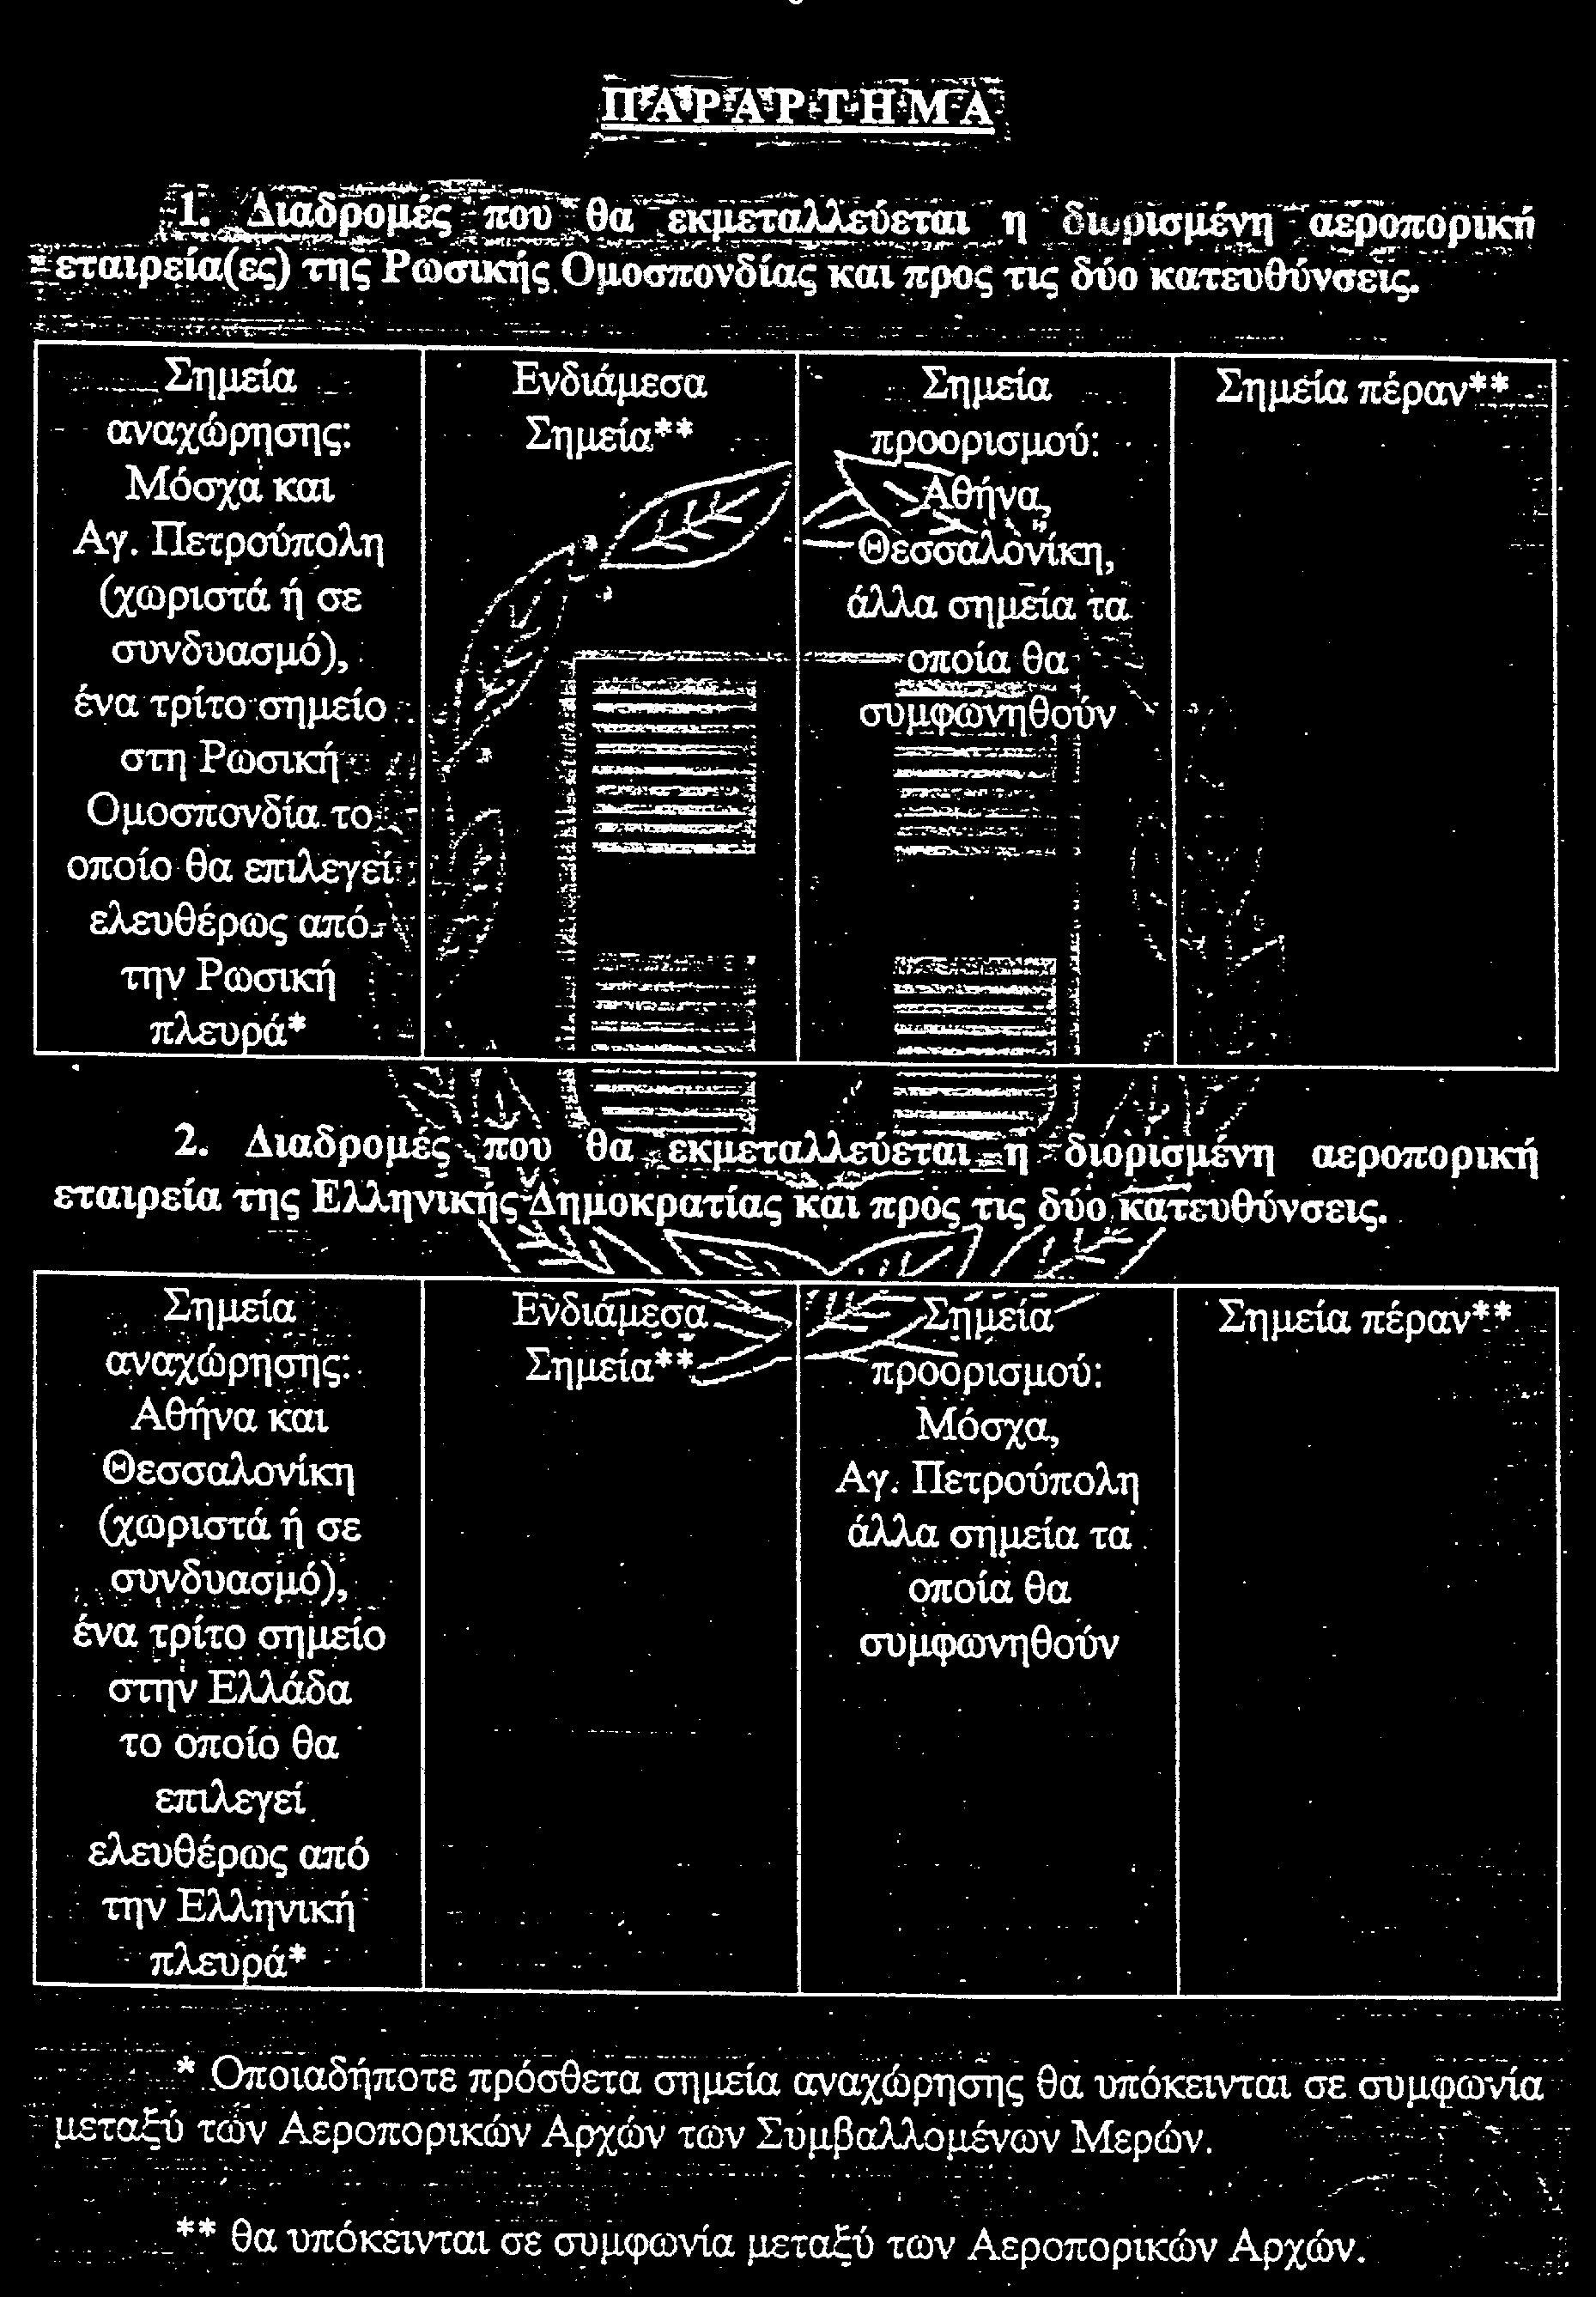 ΠΑΡΑΡΤΗΜΑ
1. Διαδρομές που θα εκμεταλλεύεται η διορισμένη αεροπορική
εταιρεία(ες) της Ρωσικής Ομοσπονδίας και προς τις δύο κατευθύνσεις.
Σημεία
αναχώρησης:
Μόσχα και
Αγ. Πετρούπολη
(χωριστά ή σε
συνδυασμό),
ένα τρίτο σημείο
στη Ρωσική
Ομοσπονδία το
οποίο θα επιλεγεί
ελευθέρως από
την Ρωσική
πλευρά*
Ενδιάμεσα
Σημεία**
Σημεία
προορισμού:
Αθήνα,
Θεσσαλονίκη,
άλλα σημεία τα
οποία θα
συμφωνηθούν
Σημεία πέραν**
2. Διαδρομές που θα εκμεταλλεύεται η διορισμένη αεροπορική
εταιρεία της Ελληνικής Δημοκρατίας και προς τις δύο κατευθύνσεις.
Σημεία
αναχώρησης:
Αθήνα και
Θεσσαλονίκη
(χωριστά ή σε
συνδυασμό),
ένα τρίτο σημείο
στην Ελλάδα
το οποίο θα
επιλεγεί
ελευθέρως από
την Ελληνική
πλευρά*
Ενδιάμεσα
Σημεία**
Σημεία
προορισμού:
Μόσχα,
Αγ. Πετρούπολη
άλλα σημεία τα
οποία θα
συμφωνηθούν
Σημεία πέραν**
* Οποιαδήποτε πρόσθετα σημεία αναχώρησης θα υπόκεινται σε συμφωνία
μεταξύ των Αεροπορικών Αρχών των Συμβαλλομένων Μερών.
** θα υπόκεινται σε συμφωνία μεταξύ των Αεροπορικών Αρχών.